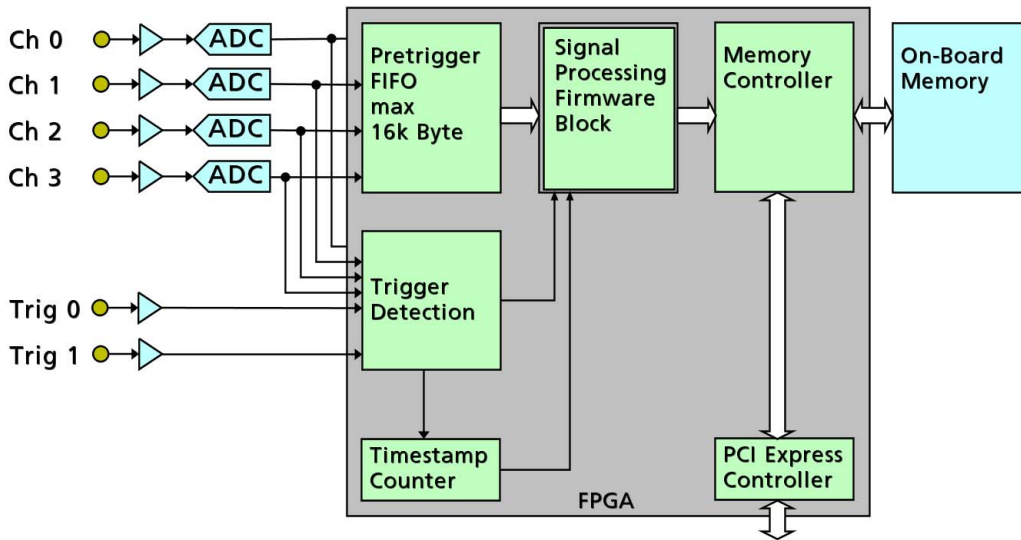 Ch 0
ADC
Ch 1
ADC
Ch 2
ADC
Ch 3
ADC
Trig 0
Trig 1
Pretrigger
FIFO
max
16k Byte
Signal
Processing
Firmware
Block
Memory
Controller
On-Board
Memory
Trigger
Detection
Timestamp
Counter
PCI Express
Controller
FPGA